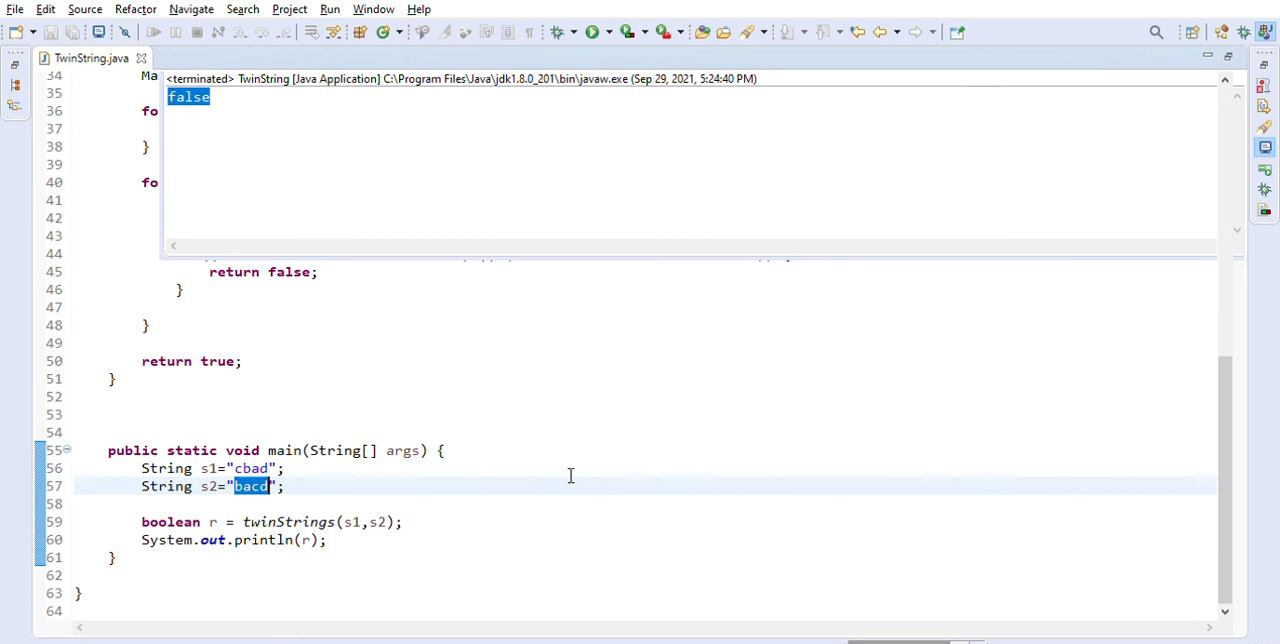 File Edit Source Refactor Navigate Search Project Run Window Help
TwinString.java
<terminated> TwinString [Java Application] C:\Program Files\Java\jdk1.8.0_201\bin\javaw.exe (Sep 29, 2021, 5:24:40 PM)
false
34 Ma
35
36 fo
37
38 }
39
40 fo
41
42
43
44
45 return false;
46 }
47
48 }
49
50 return true;
51 }
52
53
54
55 public static void main(String[] args) {
56 String s1="cbad";
57 String s2="bacd";
58
59 boolean r = twinStrings(s1,s2);
60 System.out.println(r);
61 }
62
63 }
64